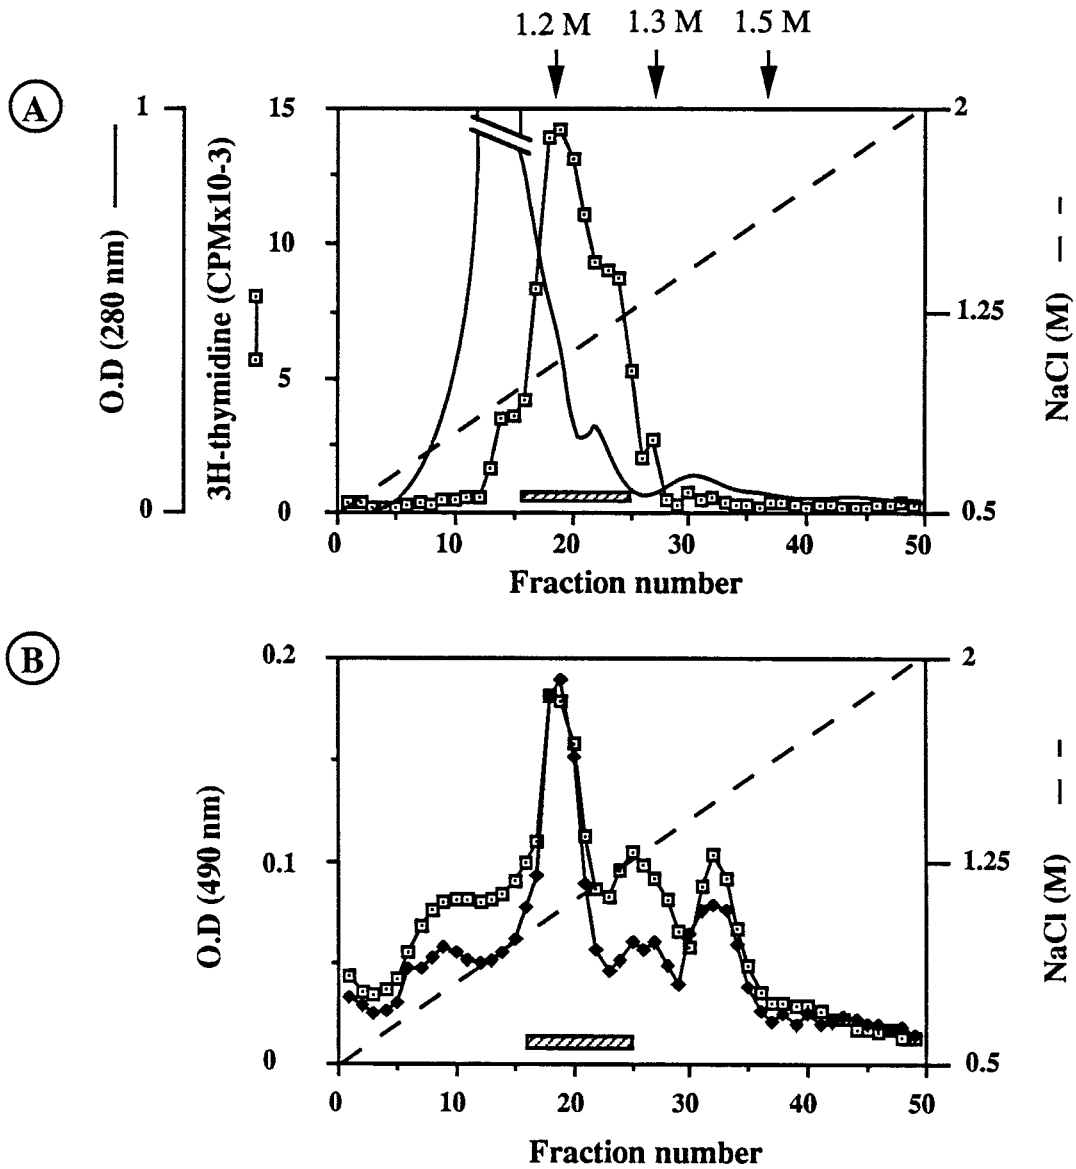 1.2 M 1.3 M 1.5 M
A
1
0
O.D (280 nm)
3H-thymidine (CPMx10-3)
15
10
5
0
2
1.25
0.5
NaCl (M)
0 10 20 30 40 50
Fraction number
B
O.D (490 nm)
0.2
0.1
0
2
1.25
0.5
NaCl (M)
0 10 20 30 40 50
Fraction number